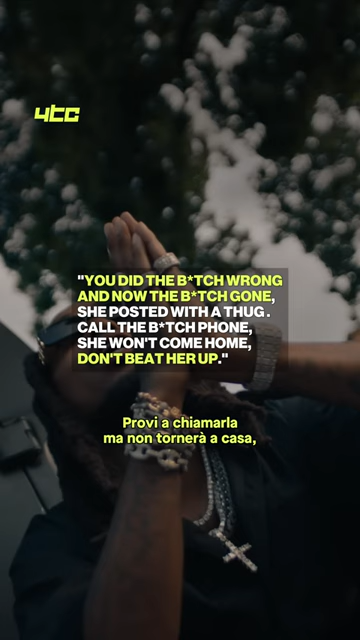 4TC
"YOU DID THE B*TCH WRONG
AND NOW THE B*TCH GONE,
SHE POSTED WITH A THUG .
CALL THE B*TCH PHONE,
SHE WON'T COME HOME,
DON'T BEAT HER UP."
Provi a chiamarla
ma non tornerà a casa,